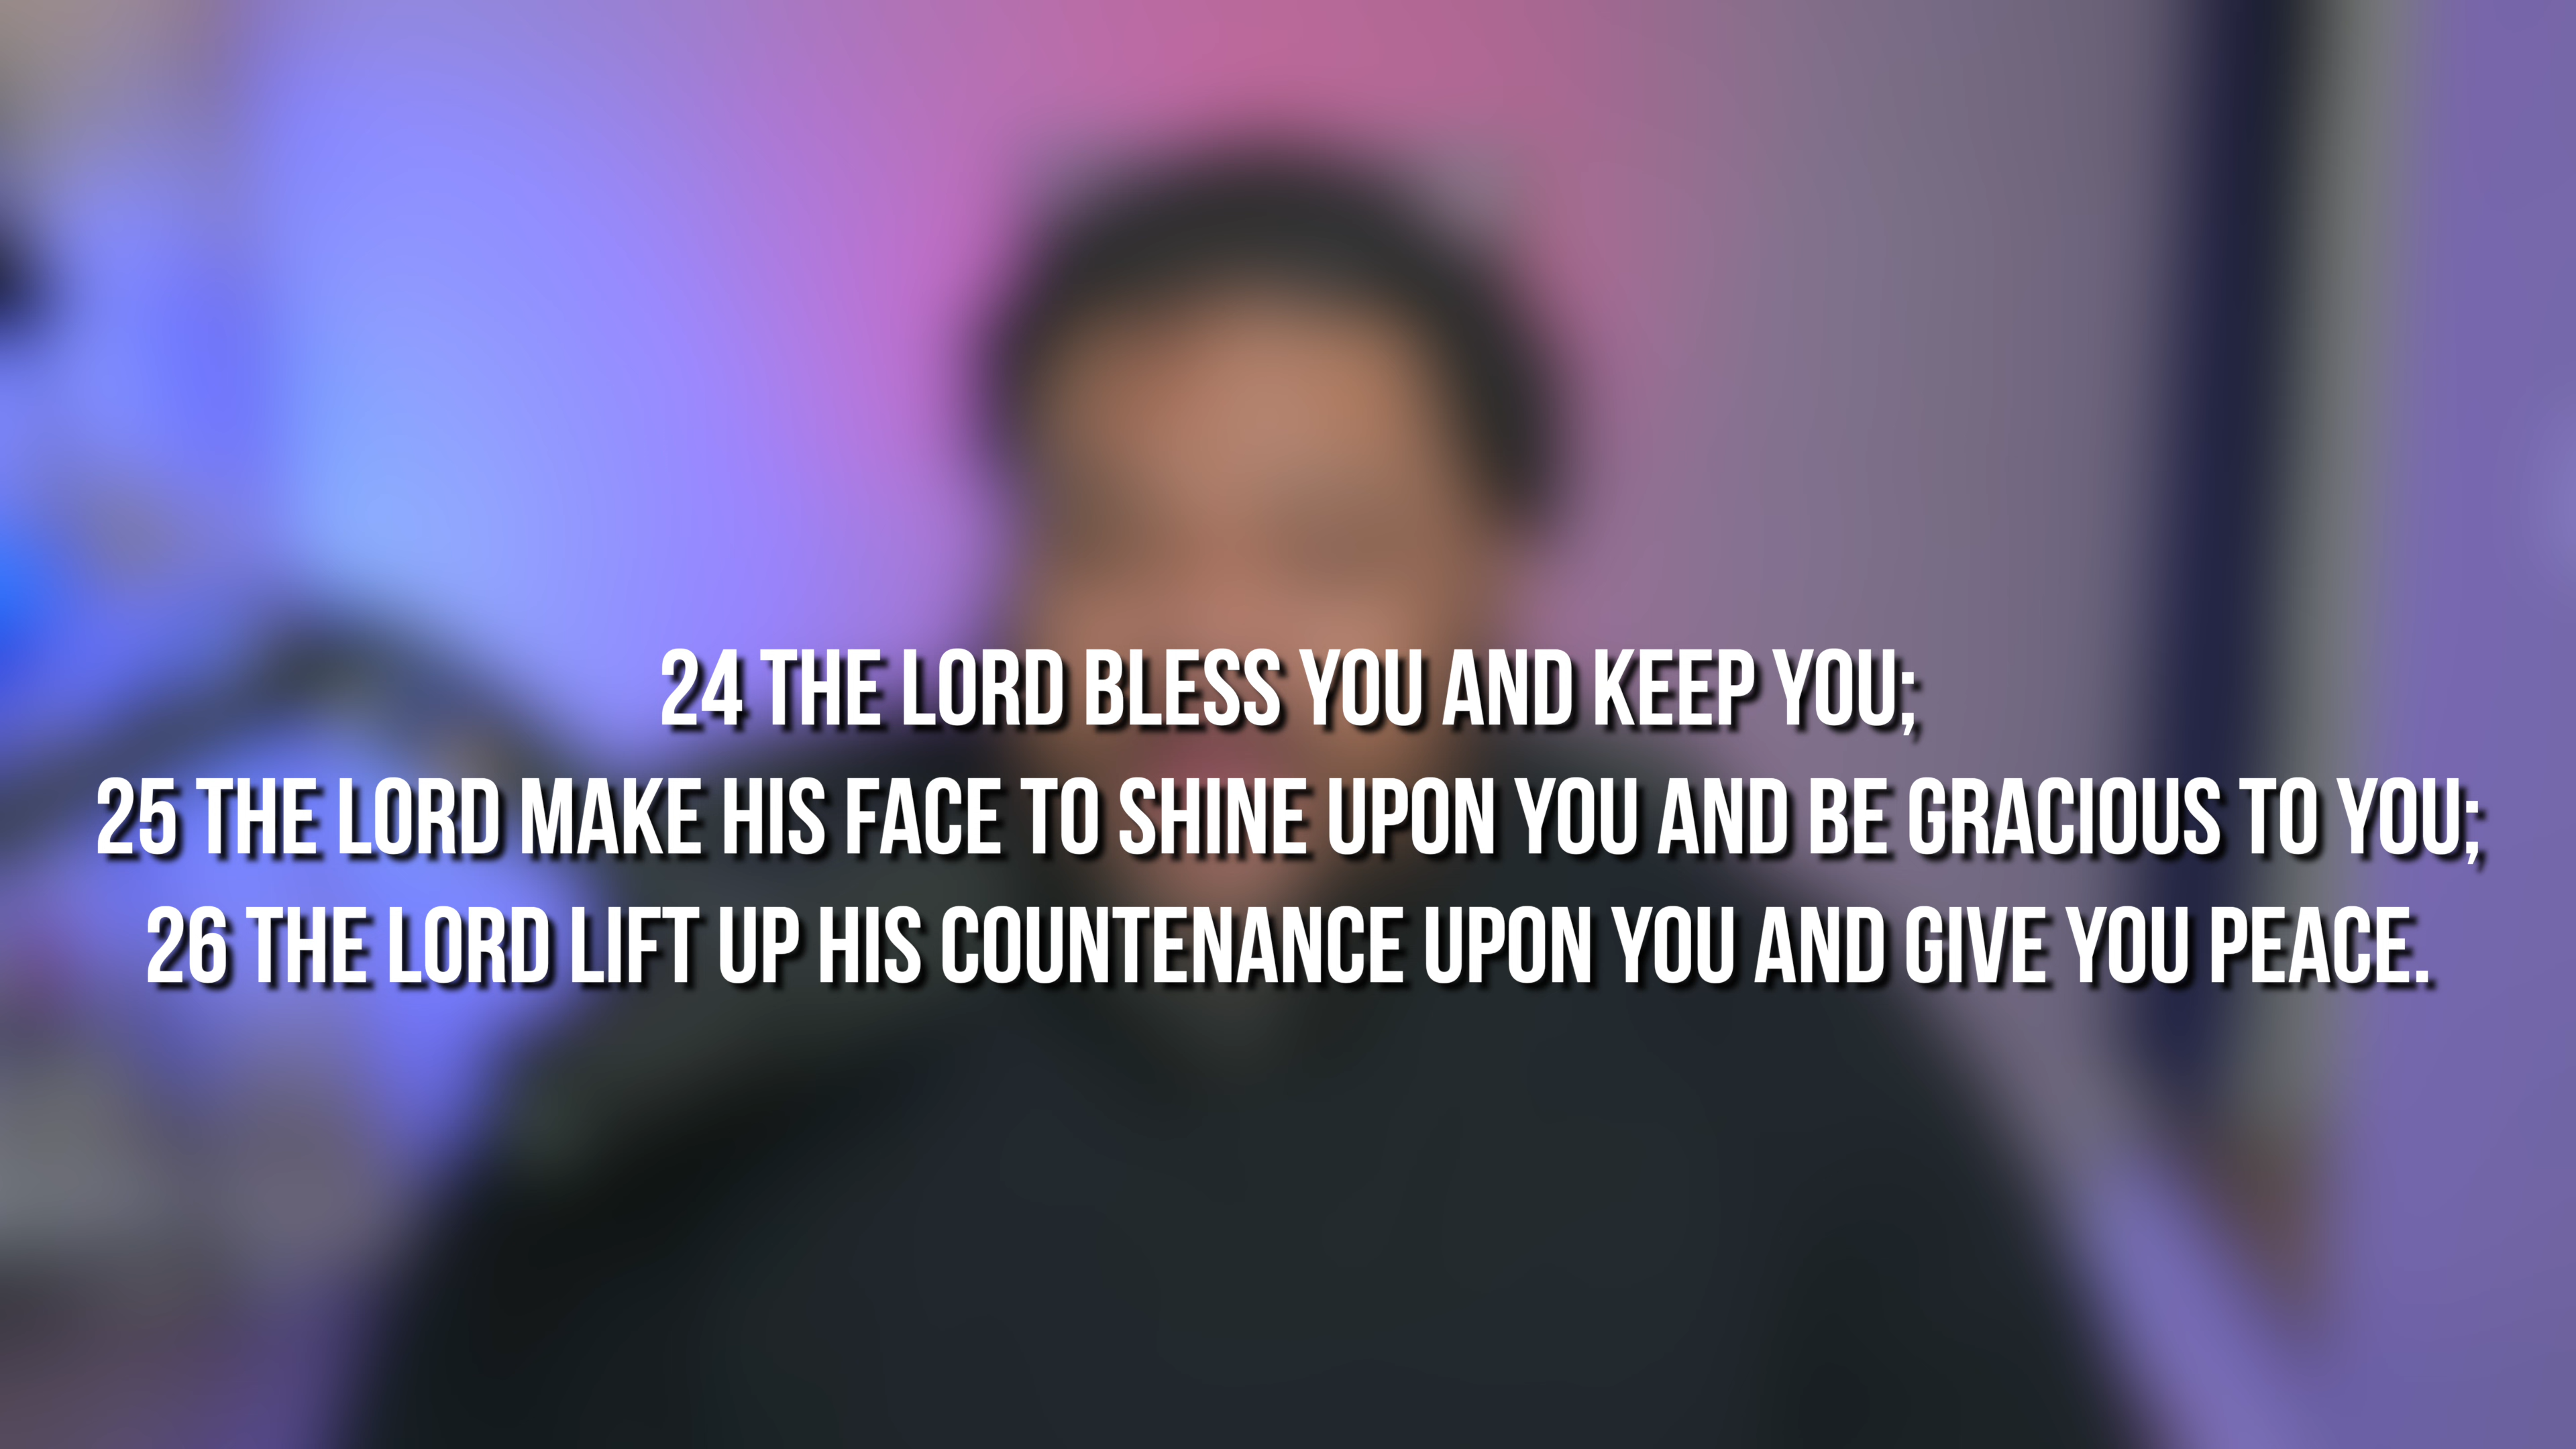 24 THE LORD BLESS YOU AND KEEP YOU;
25 THE LORD MAKE HIS FACE TO SHINE UPON YOU AND BE GRACIOUS TO YOU;
26 THE LORD LIFT UP HIS COUNTENANCE UPON YOU AND GIVE YOU PEACE.